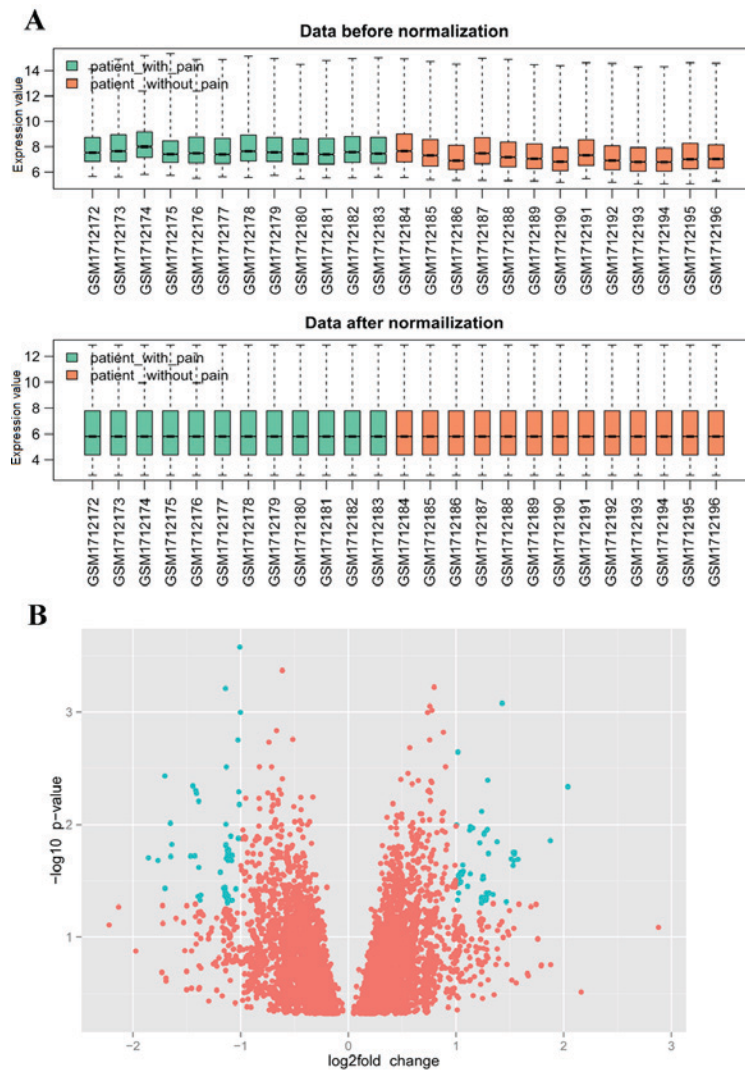 A
Data before normalization
Expression value
14
12
10
8
6
patient_with_pain
patient _without_pain
GSM1712172
GSM1712173
GSM1712174
GSM1712175
GSM1712176
GSM1712177
GSM1712178
GSM1712179
GSM1712180
GSM1712181
GSM1712182
GSM1712183
GSM1712184
GSM1712185
GSM1712186
GSM1712187
GSM1712188
GSM1712189
GSM1712190
GSM1712191
GSM1712192
GSM1712193
GSM1712194
GSM1712195
GSM1712196
Data after normailization
Expression value
12
10
8
6
4
patient_with_pain
patient _without_pain
GSM1712172
GSM1712173
GSM1712174
GSM1712175
GSM1712176
GSM1712177
GSM1712178
GSM1712179
GSM1712180
GSM1712181
GSM1712182
GSM1712183
GSM1712184
GSM1712185
GSM1712186
GSM1712187
GSM1712188
GSM1712189
GSM1712190
GSM1712191
GSM1712192
GSM1712193
GSM1712194
GSM1712195
GSM1712196
B
−log10 p-value
3
2
1
−2
−1
0
1
2
3
log2fold change